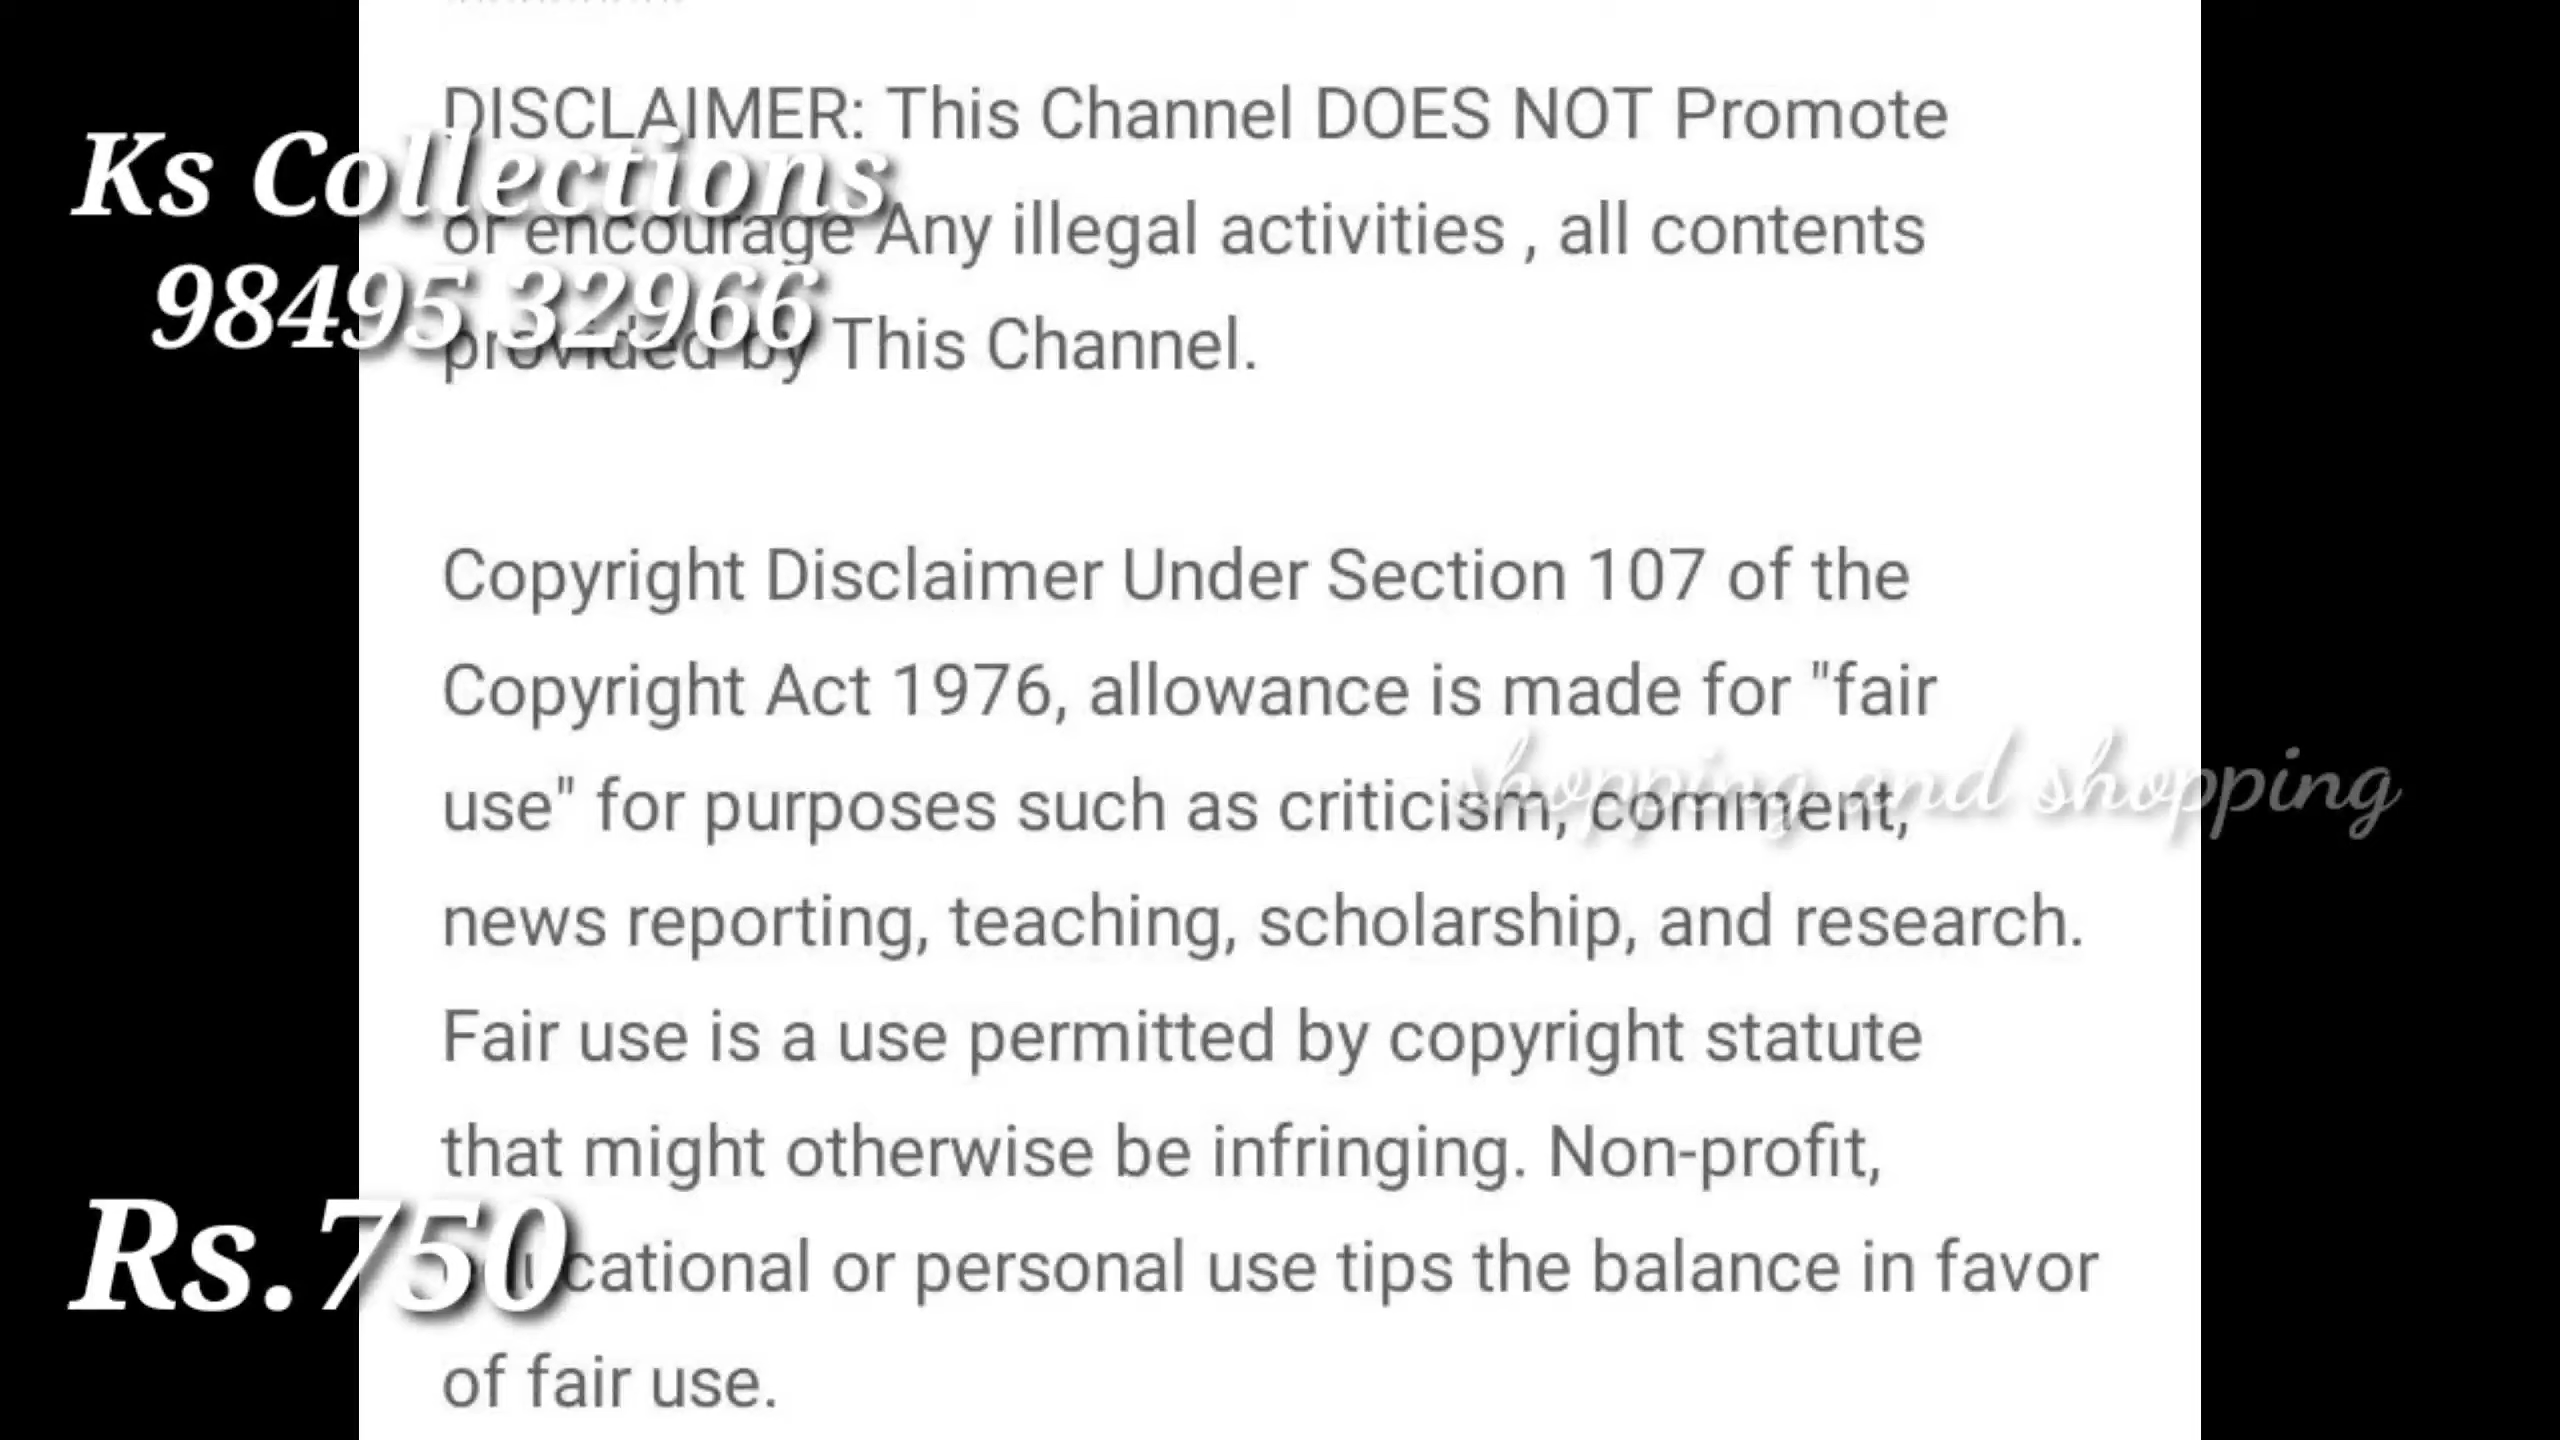 DISCLAIMER: This Channel DOES NOT Promote
Ks Collections
or encourage Any illegal activities , all contents
98495 32966
provided by This Channel.
Copyright Disclaimer Under Section 107 of the
Copyright Act 1976, allowance is made for "fair
shopping and shopping
use" for purposes such as criticism, comment,
news reporting, teaching, scholarship, and research.
Fair use is a use permitted by copyright statute
that might otherwise be infringing. Non-profit,
Rs.750
educational or personal use tips the balance in favor
of fair use.